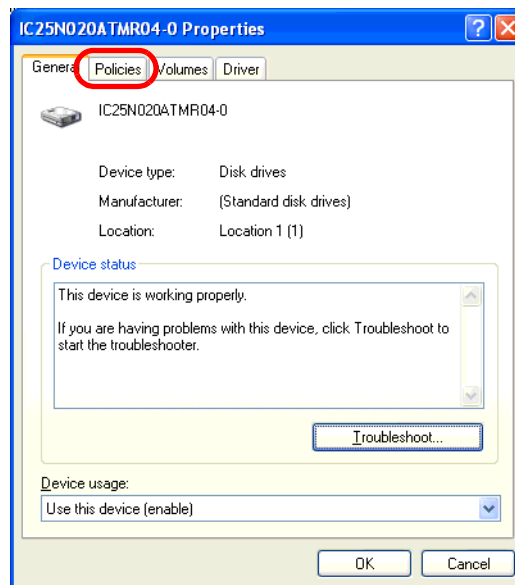 IC25N020ATMR04-0 Properties
General Policies Volumes Driver
IC25N020ATMR04-0
Device type: Disk drives
Manufacturer: (Standard disk drives)
Location: Location 1 (1)
Device status
This device is working properly.
If you are having problems with this device, click Troubleshoot to
start the troubleshooter.
Troubleshoot...
Device usage:
Use this device (enable)
OK Cancel